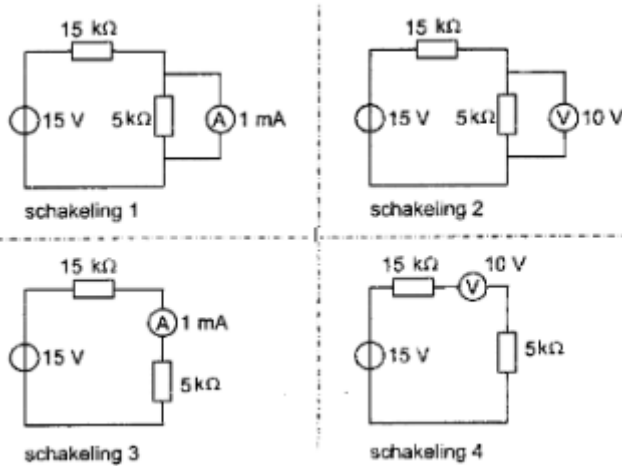 15 kΩ
15 V
5kΩ
A
1 mA
schakeling 1
15 kΩ
15 V
5kΩ
V
10 V
schakeling 2
15 kΩ
A
1 mA
15 V
5kΩ
schakeling 3
15 kΩ
10 V
V
15 V
5kΩ
schakeling 4